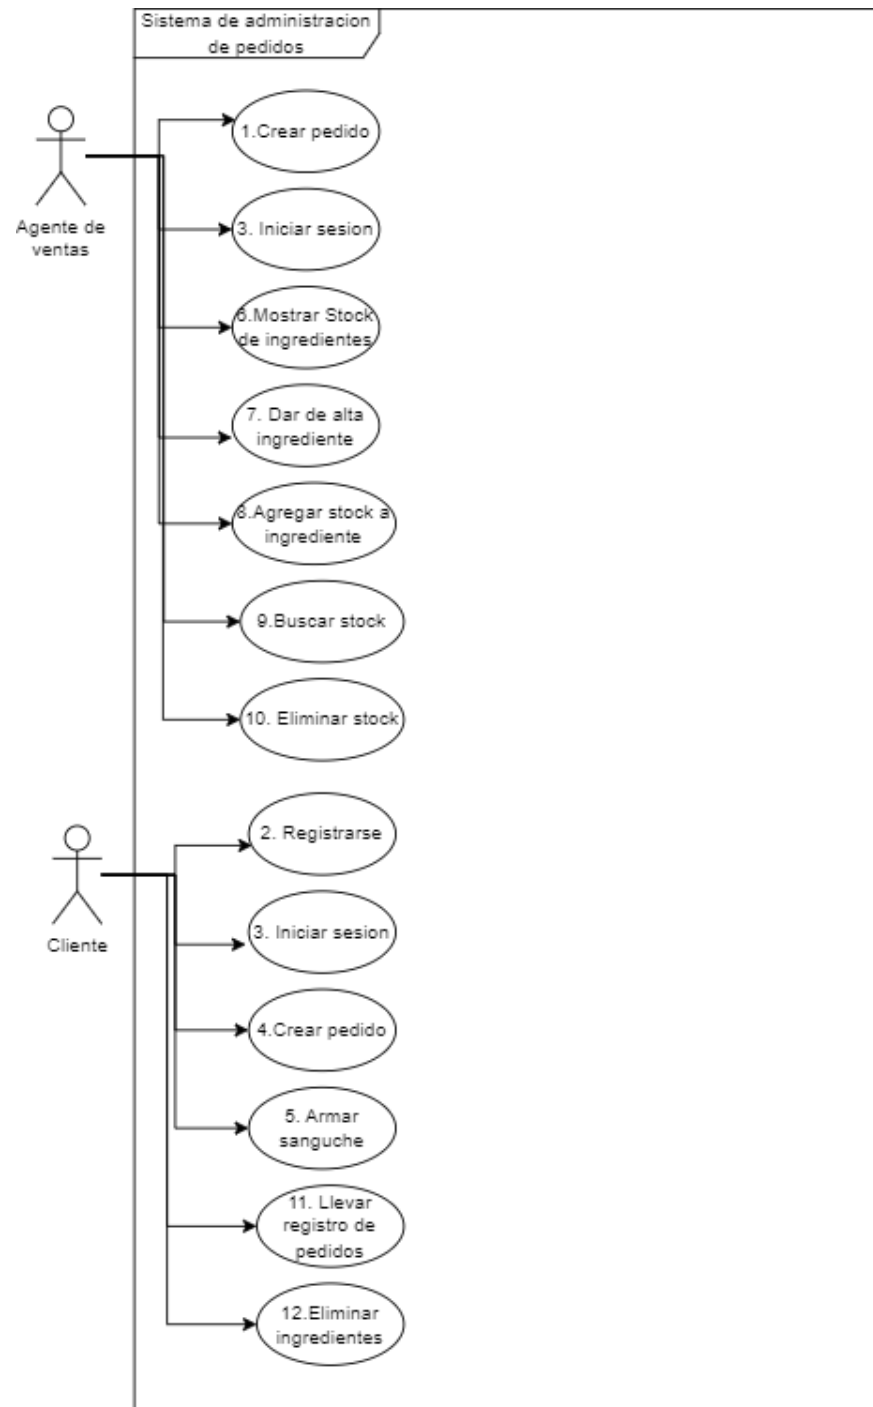 Sistema de administracion
de pedidos
1.Crear pedido
Agente de
ventas
3. Iniciar sesion
6.Mostrar Stock
de ingredientes
7. Dar de alta
ingrediente
8.Agregar stock a
ingrediente
9.Buscar stock
10. Eliminar stock
2. Registrarse
Cliente
3. Iniciar sesion
4.Crear pedido
5. Armar
sanguche
11. Llevar
registro de
pedidos
12.Eliminar
ingredientes